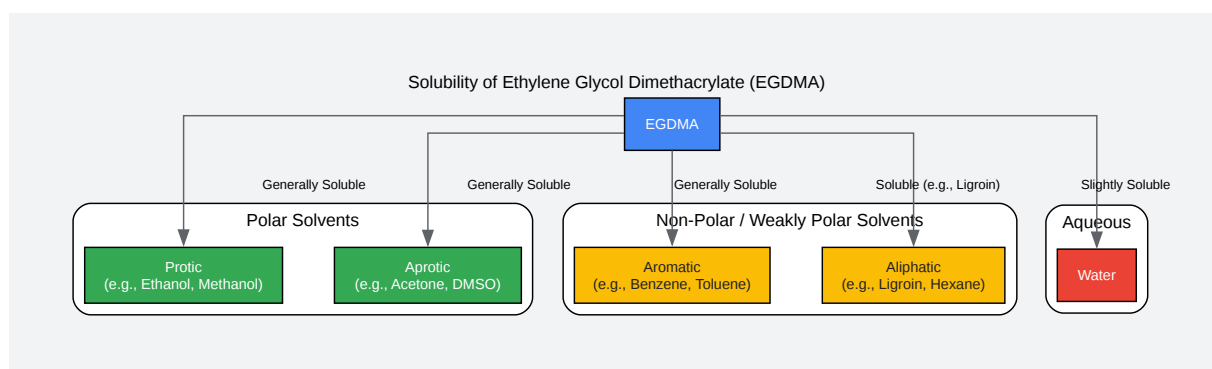 Solubility of Ethylene Glycol Dimethacrylate (EGDMA)
EGDMA
Generally Soluble
Generally Soluble
Generally Soluble
Soluble (e.g., Ligroin)
Slightly Soluble
Polar Solvents
Non-Polar / Weakly Polar Solvents
Aqueous
Protic
(e.g., Ethanol, Methanol)
Aprotic
(e.g., Acetone, DMSO)
Aromatic
(e.g., Benzene, Toluene)
Aliphatic
(e.g., Ligroin, Hexane)
Water